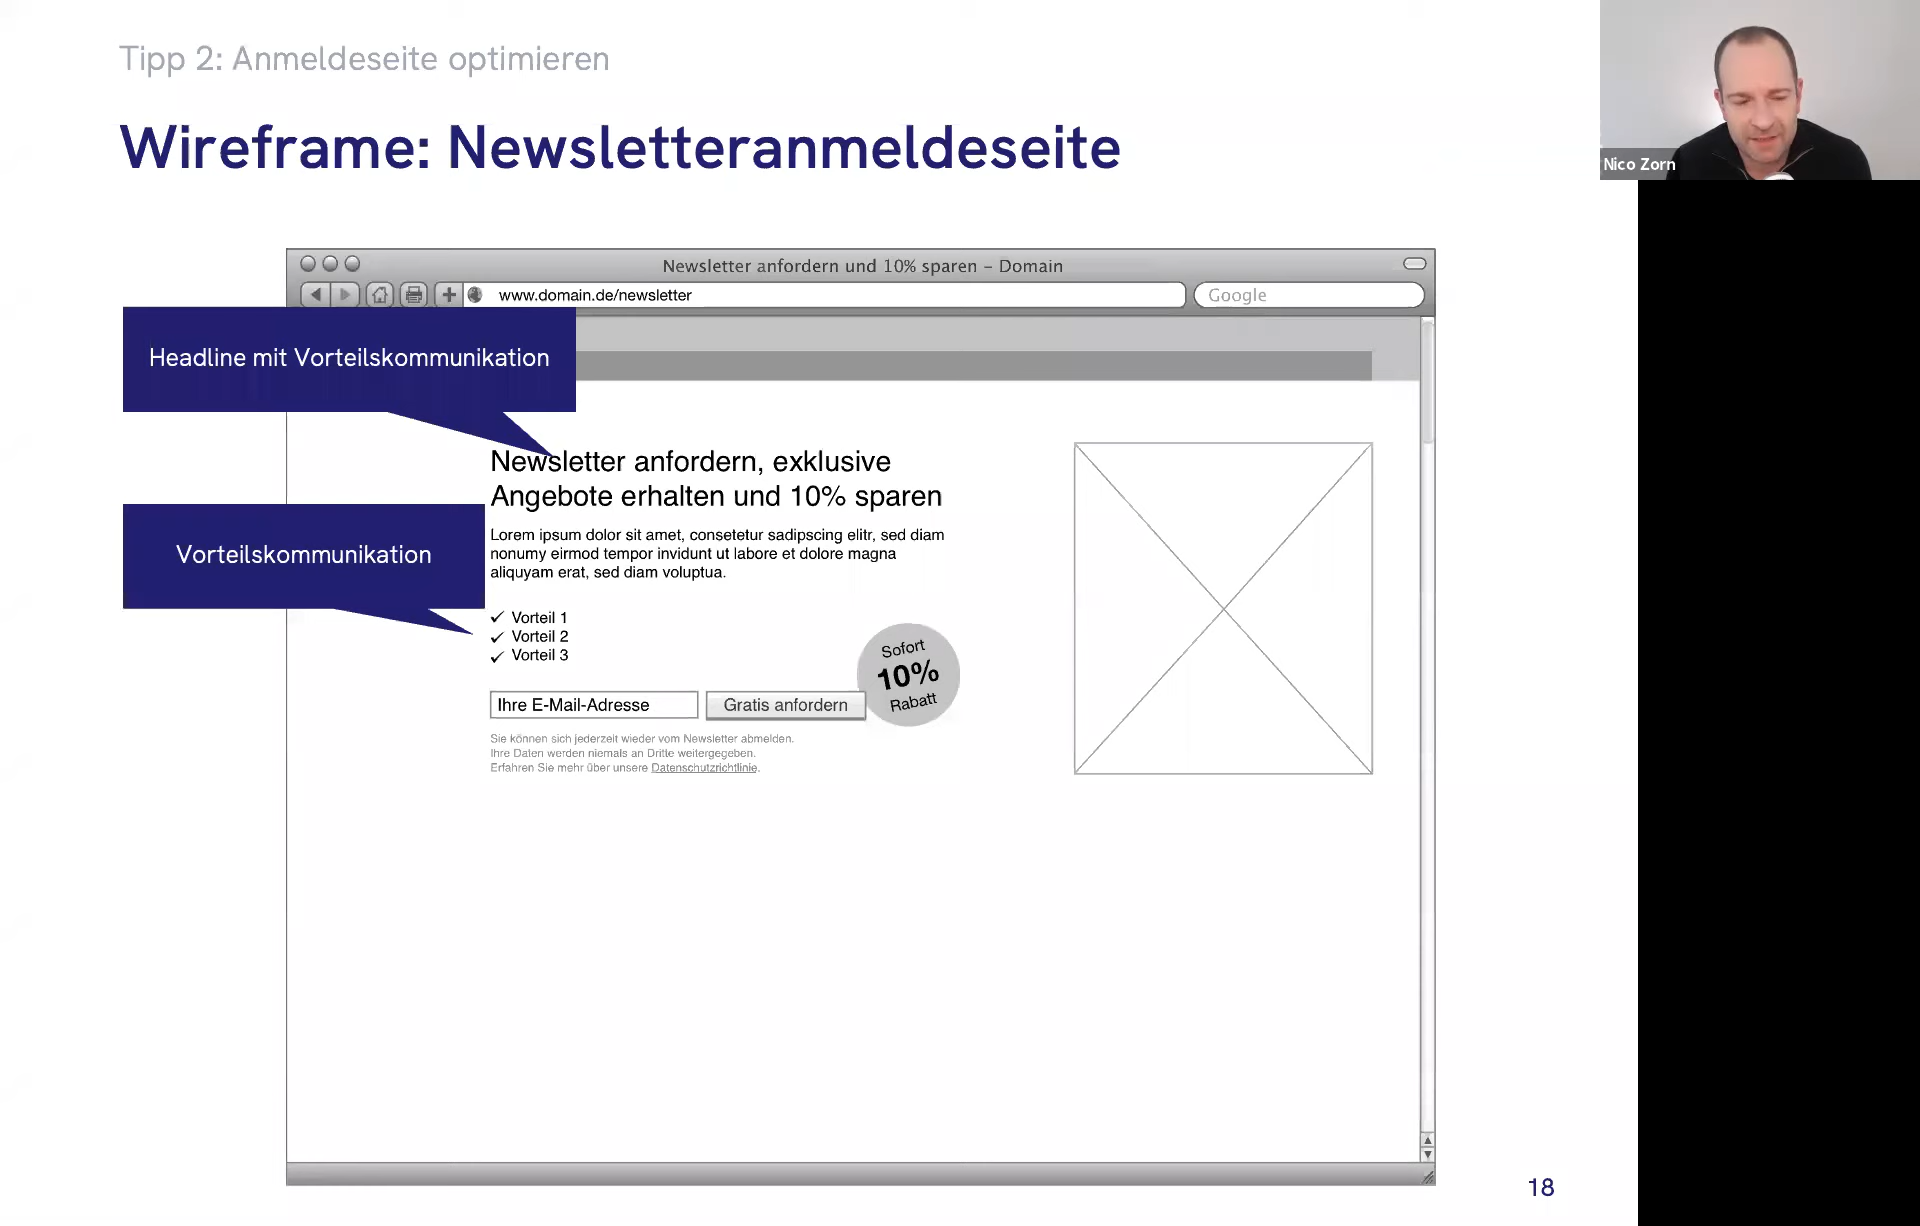 Tipp 2: Anmeldeseite optimieren
Wireframe: Newsletteranmeldeseite
Nico Zorn
Newsletter anfordern und 10% sparen – Domain
www.domain.de/newsletter
Google
Headline mit Vorteilskommunikation
Newsletter anfordern, exklusive
Angebote erhalten und 10% sparen
Vorteilskommunikation
Lorem ipsum dolor sit amet, consetetur sadipscing elitr, sed diam
nonumy eirmod tempor invidunt ut labore et dolore magna
aliquyam erat, sed diam voluptua.
Vorteil 1
Vorteil 2
Vorteil 3
Sofort
10%
Rabatt
Ihre E-Mail-Adresse
Gratis anfordern
Sie können sich jederzeit wieder vom Newsletter abmelden.
Ihre Daten werden niemals an Dritte weitergegeben.
Erfahren Sie mehr über unsere Datenschutzrichtlinie.
18